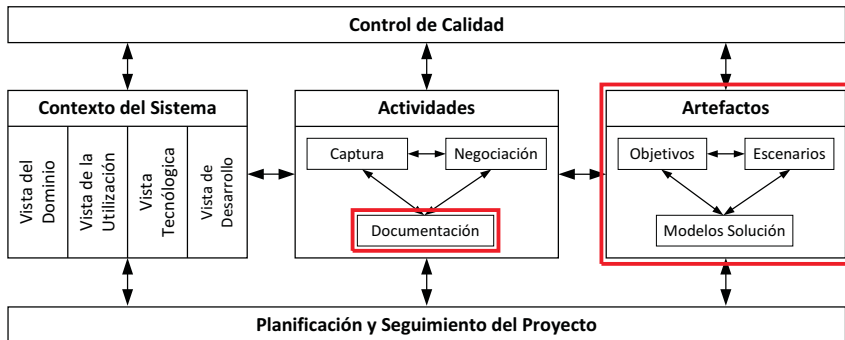 Control de Calidad
Contexto del Sistema
Vista del
Dominio
Vista de la
Utilización
Vista
Tecnólogica
Vista de
Desarrollo
Actividades
Captura
Negociación
Documentación
Artefactos
Objetivos
Escenarios
Modelos Solución
Planificación y Seguimiento del Proyecto